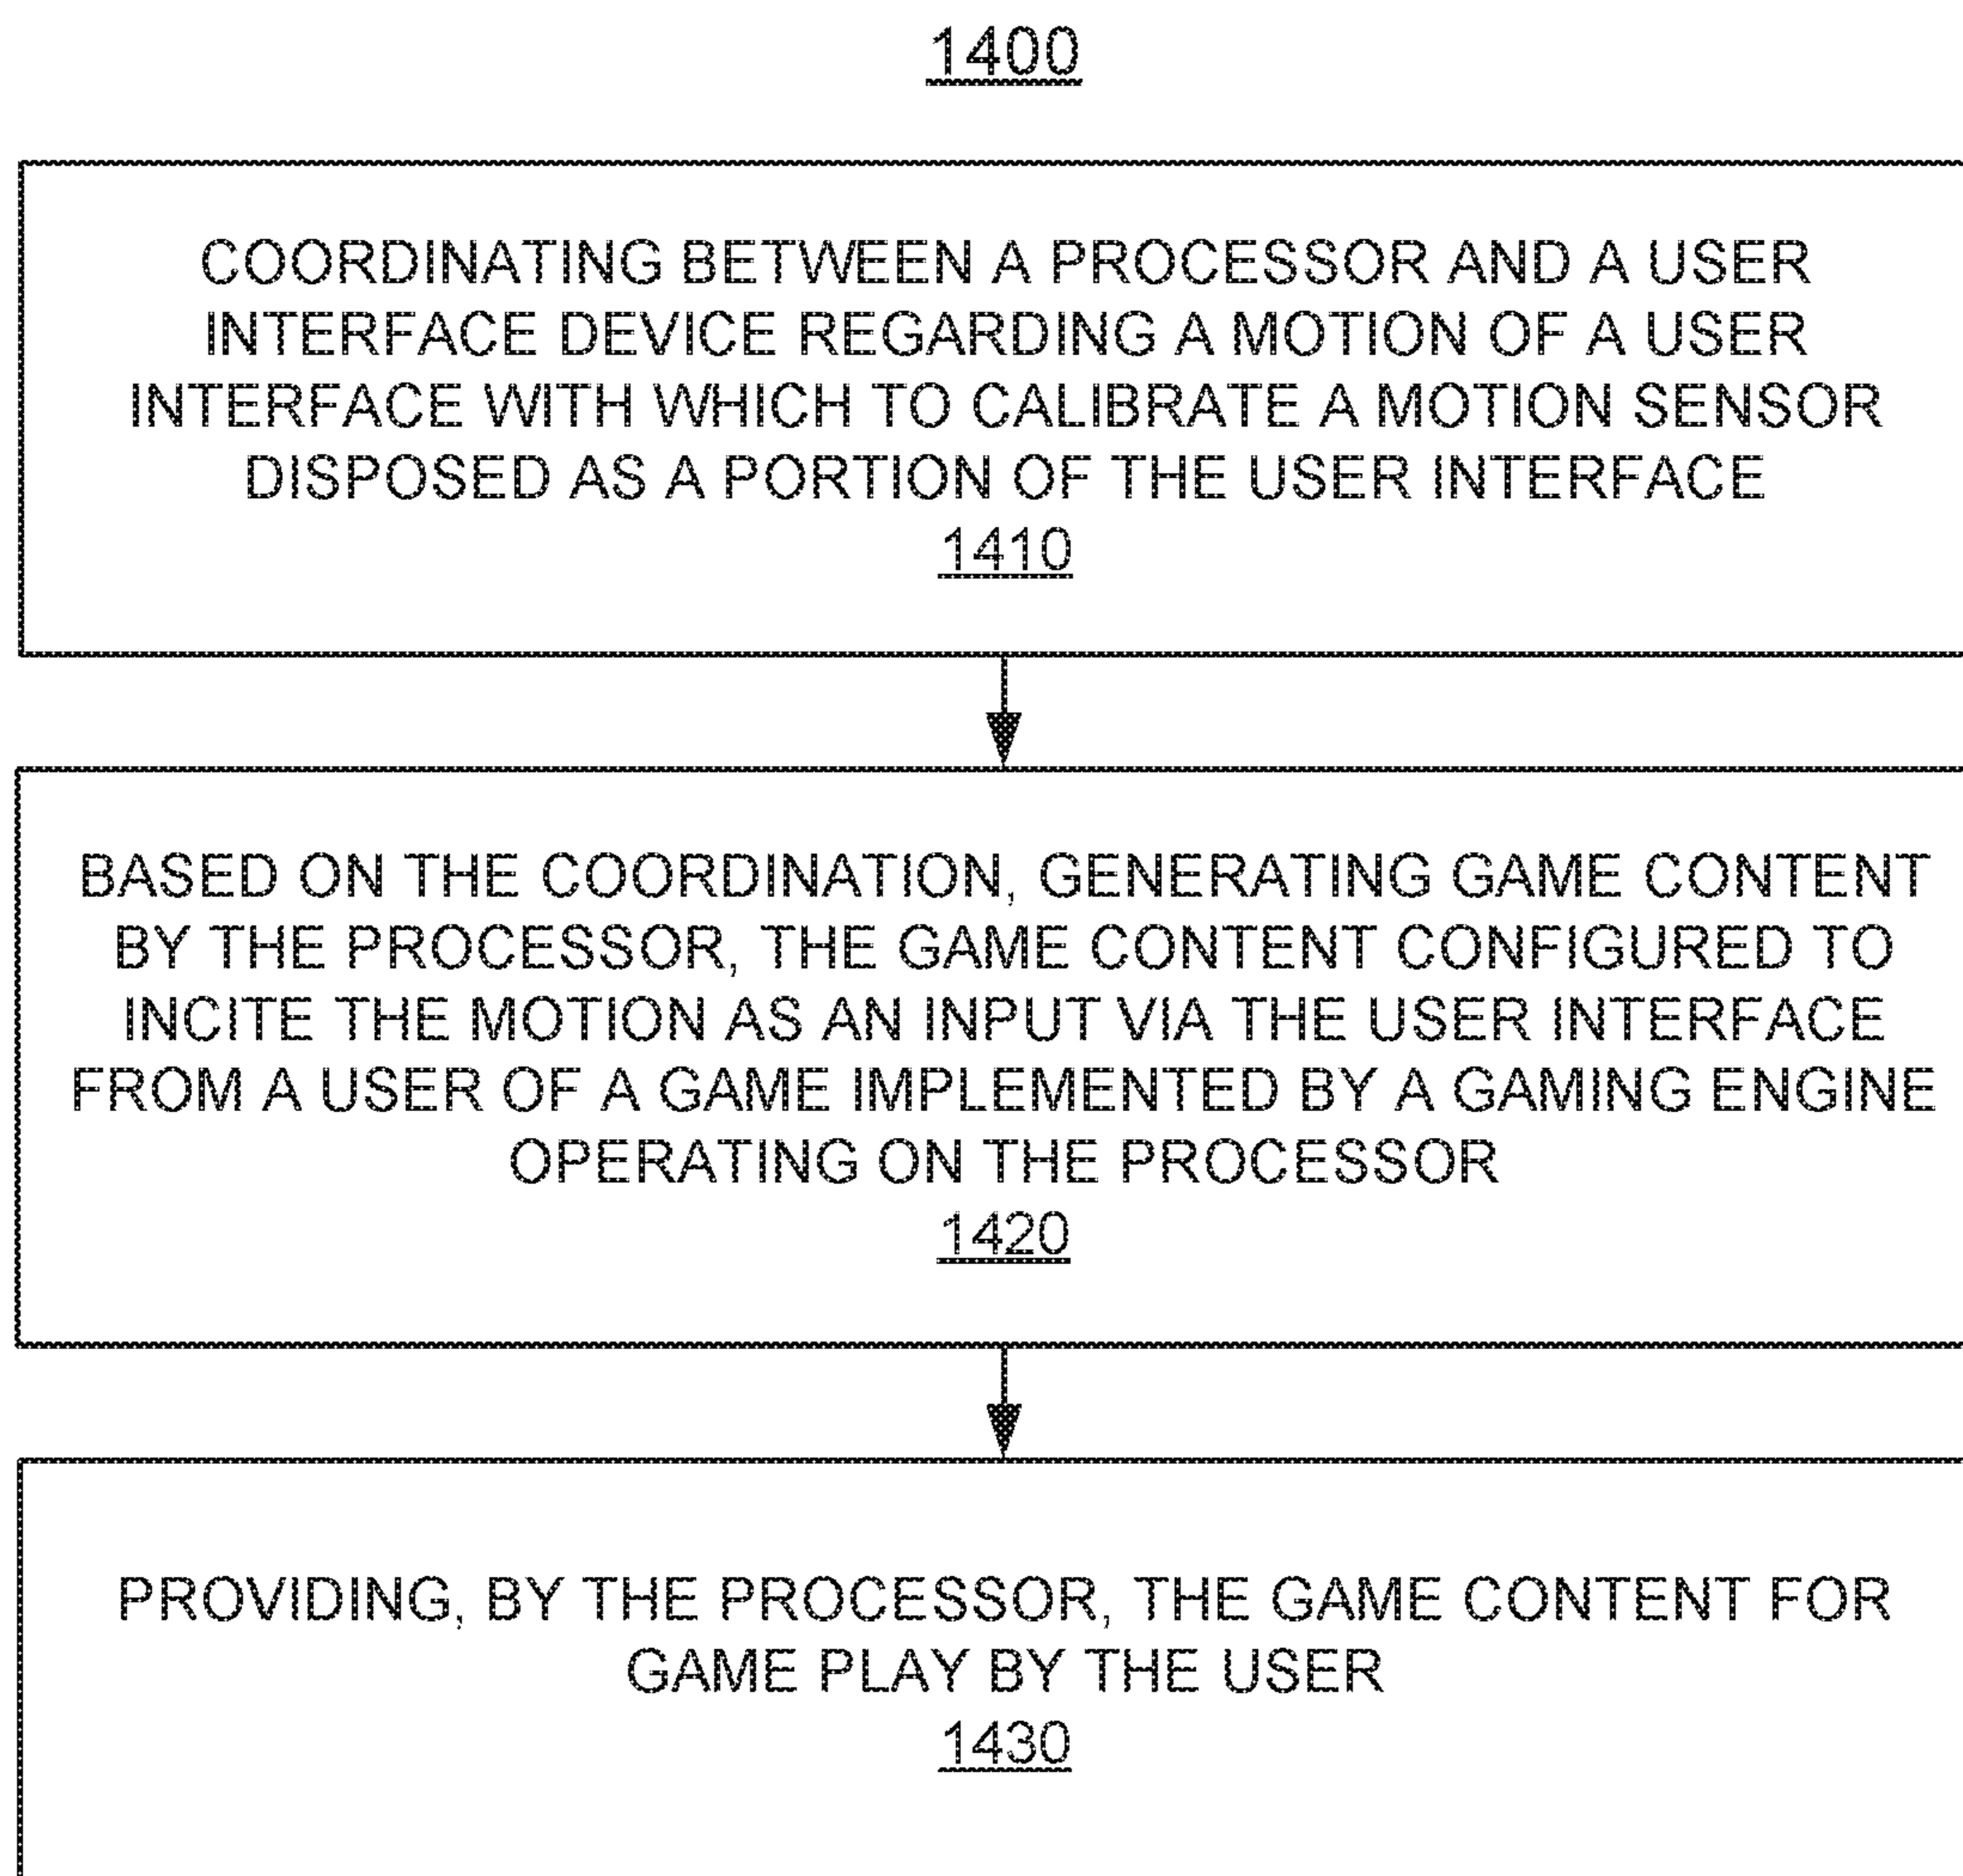 1400
COORDINATING BETWEEN A PROCESSOR AND A USER
INTERFACE DEVICE REGARDING A MOTION OF A USER
INTERFACE WITH WHICH TO CALIBRATE A MOTION SENSOR
DISPOSED AS A PORTION OF THE USER INTERFACE
1410
BASED ON THE COORDINATION, GENERATING GAME CONTENT
BY THE PROCESSOR, THE GAME CONTENT CONFIGURED TO
INCITE THE MOTION AS AN INPUT VIA THE USER INTERFACE
FROM A USER OF A GAME IMPLEMENTED BY A GAMING ENGINE
OPERATING ON THE PROCESSOR
1420
PROVIDING, BY THE PROCESSOR, THE GAME CONTENT FOR
GAME PLAY BY THE USER
1430